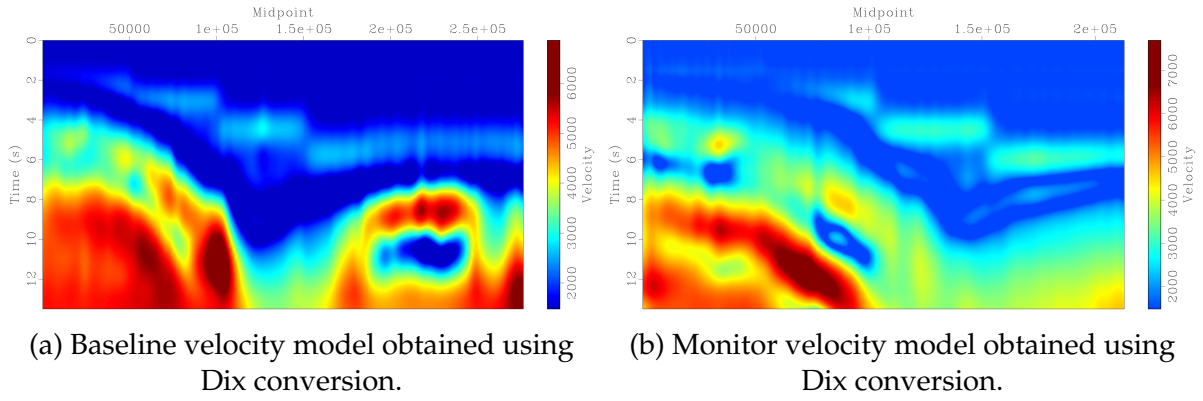 Midpoint
50000 1e+05 1.5e+05 2e+05 2.5e+05
0
2
4
6
8
10
12
Time (s)
2000 3000 4000 5000 6000
Velocity
(a) Baseline velocity model obtained using
Dix conversion.
Midpoint
50000 1e+05 1.5e+05 2e+05
0
2
4
6
8
10
12
Time (s)
2000 3000 4000 5000 6000 7000
Velocity
(b) Monitor velocity model obtained using
Dix conversion.